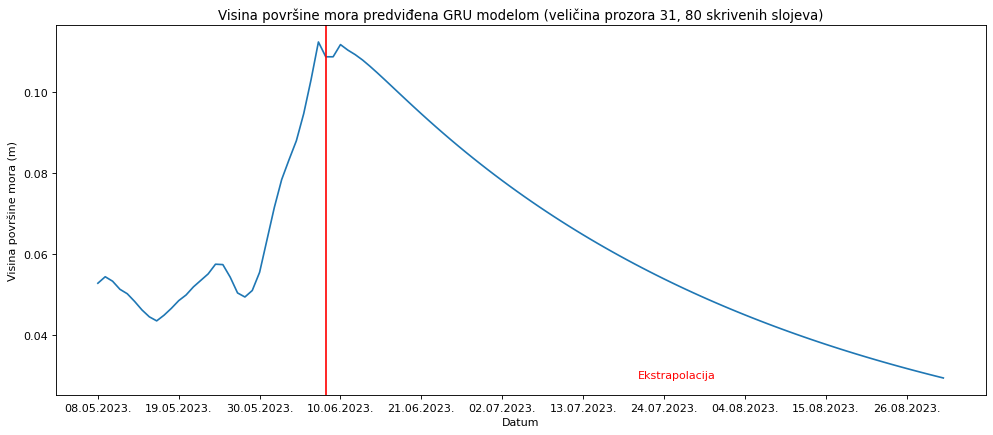 Visina površine mora predviđena GRU modelom (veličina prozora 31, 80 skrivenih slojeva)
Visina površine mora (m)
0.10
0.08
0.06
0.04
Ekstrapolacija
08.05.2023. 19.05.2023. 30.05.2023. 10.06.2023. 21.06.2023. 02.07.2023. 13.07.2023. 24.07.2023. 04.08.2023. 15.08.2023. 26.08.2023.
Datum